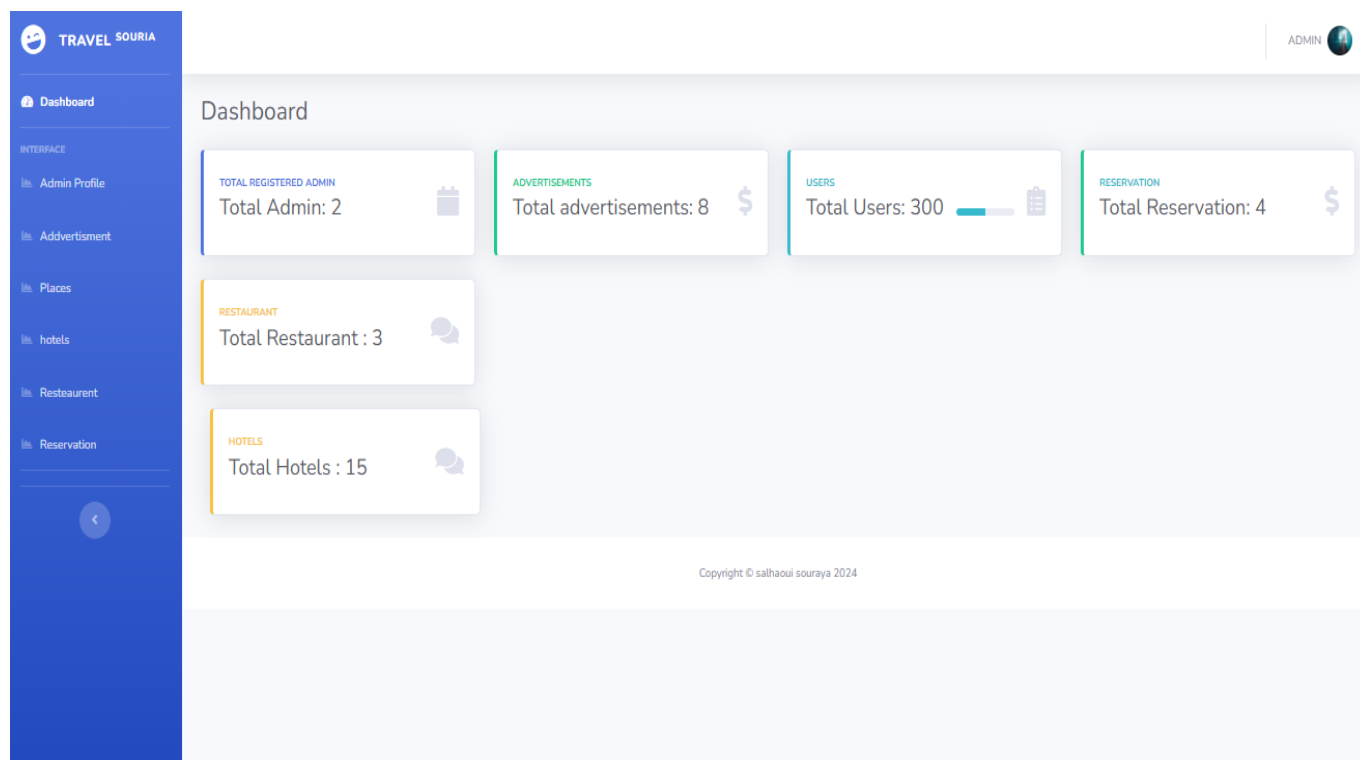 TRAVEL SOURIA
ADMIN
Dashboard
Dashboard
INTERFACE
Admin Profile
Addvertisment
Places
hotels
Resteaurent
Reservation
TOTAL REGISTERED ADMIN
Total Admin: 2
ADVERTISEMENTS
Total advertisements: 8
$
USERS
Total Users: 300
RESERVATION
Total Reservation: 4
$
RESTAURANT
Total Restaurant : 3
HOTELS
Total Hotels : 15
Copyright © salhaoui souraya 2024